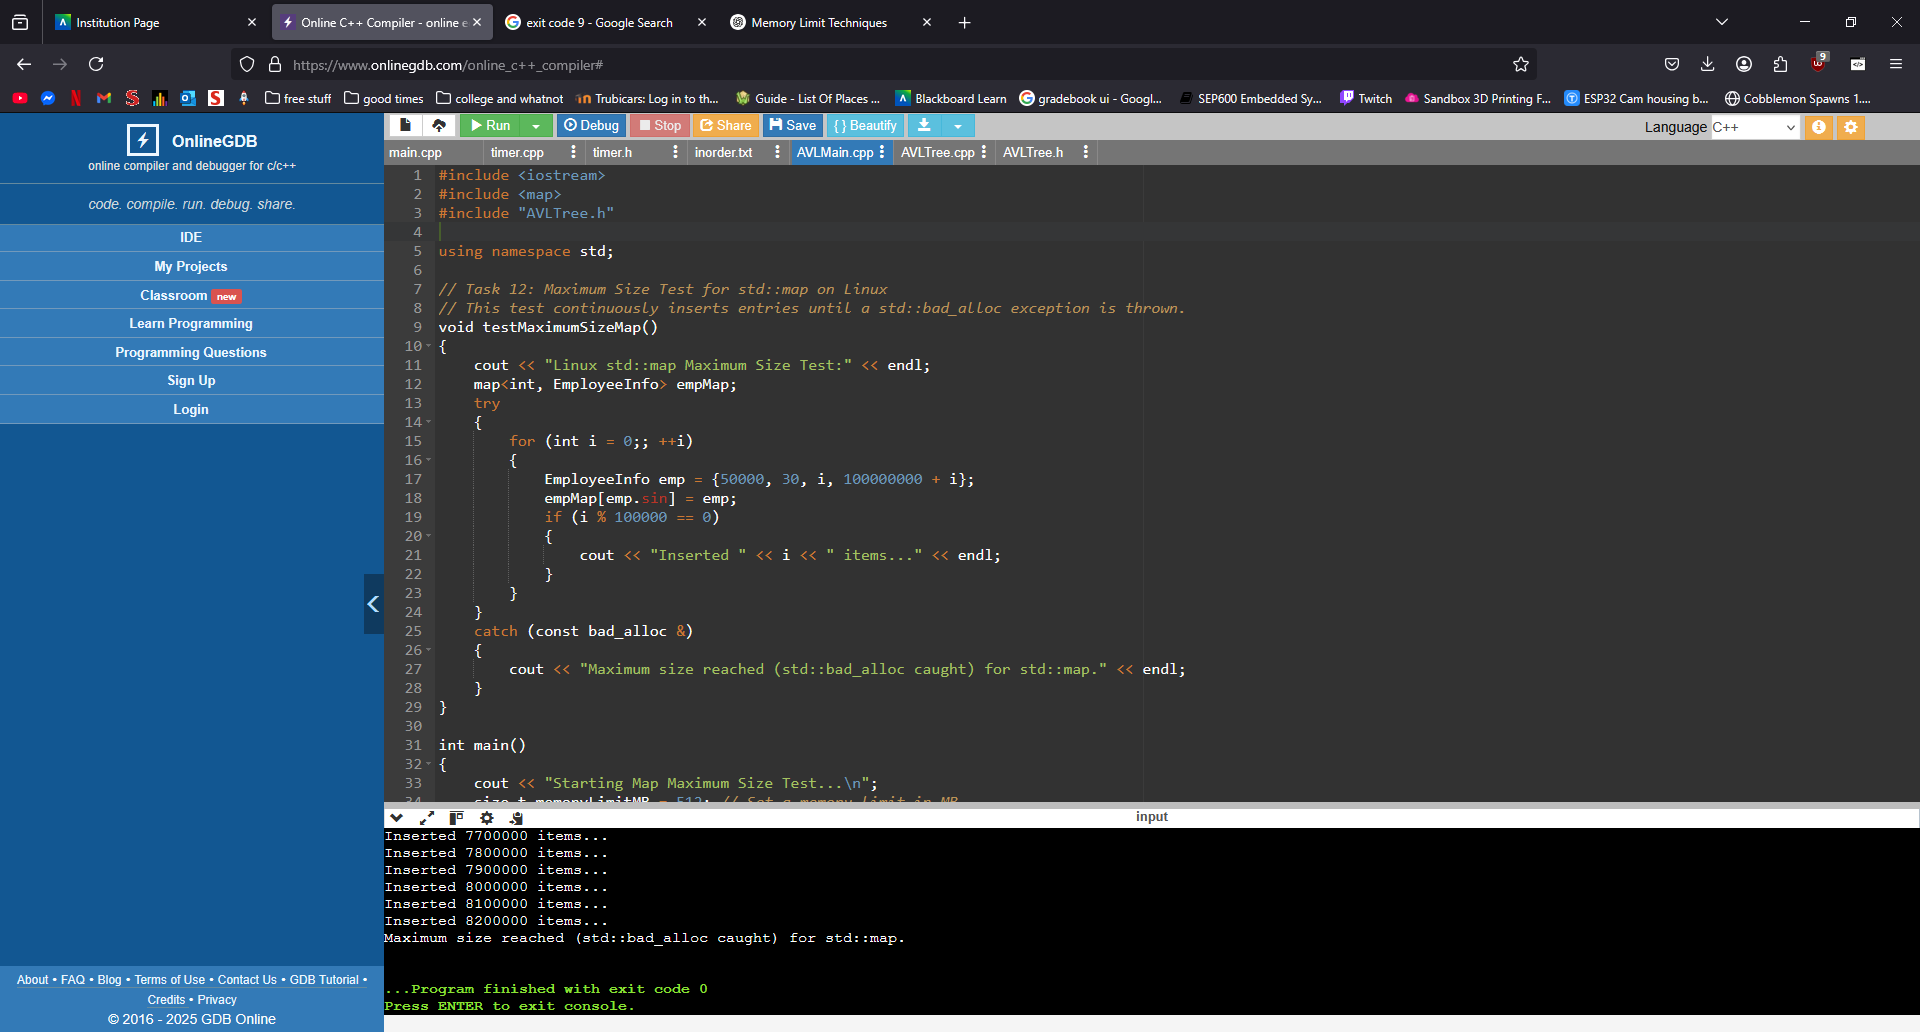 Institution Page
Online C++ Compiler - online e
exit code 9 - Google Search
Memory Limit Techniques
https://www.onlinegdb.com/online_c++_compiler#
9
free stuff
good times
college and whatnot
Trubicars: Log in to th...
Guide - List Of Places ...
Blackboard Learn
gradebook ui - Googl...
SEP600 Embedded Sy...
Twitch
Sandbox 3D Printing F...
ESP32 Cam housing b...
Cobblemon Spawns 1....
OnlineGDB
online compiler and debugger for c/c++
code. compile. run. debug. share.
IDE
My Projects
Classroom new
Learn Programming
Programming Questions
Sign Up
Login
About • FAQ • Blog • Terms of Use • Contact Us • GDB Tutorial •
Credits • Privacy
© 2016 - 2025 GDB Online
Run
Debug
Stop
Share
Save
{ } Beautify
Language C++
main.cpp
timer.cpp
timer.h
inorder.txt
AVLMain.cpp
AVLTree.cpp
AVLTree.h
1 #include <iostream>
2 #include <map>
3 #include "AVLTree.h"
4
5 using namespace std;
6
7 // Task 12: Maximum Size Test for std::map on Linux
8 // This test continuously inserts entries until a std::bad_alloc exception is thrown.
9 void testMaximumSizeMap()
10 {
11 cout << "Linux std::map Maximum Size Test:" << endl;
12 map<int, EmployeeInfo> empMap;
13 try
14 {
15 for (int i = 0;; ++i)
16 {
17 EmployeeInfo emp = {50000, 30, i, 100000000 + i};
18 empMap[emp.sin] = emp;
19 if (i % 100000 == 0)
20 {
21 cout << "Inserted " << i << " items..." << endl;
22 }
23 }
24 }
25 catch (const bad_alloc &)
26 {
27 cout << "Maximum size reached (std::bad_alloc caught) for std::map." << endl;
28 }
29 }
30
31 int main()
32 {
33 cout << "Starting Map Maximum Size Test...\n";
34 size_t memoryLimitMB = 512; // Set a memory limit in MB
input
Inserted 7700000 items...
Inserted 7800000 items...
Inserted 7900000 items...
Inserted 8000000 items...
Inserted 8100000 items...
Inserted 8200000 items...
Maximum size reached (std::bad_alloc caught) for std::map.
...Program finished with exit code 0
Press ENTER to exit console.